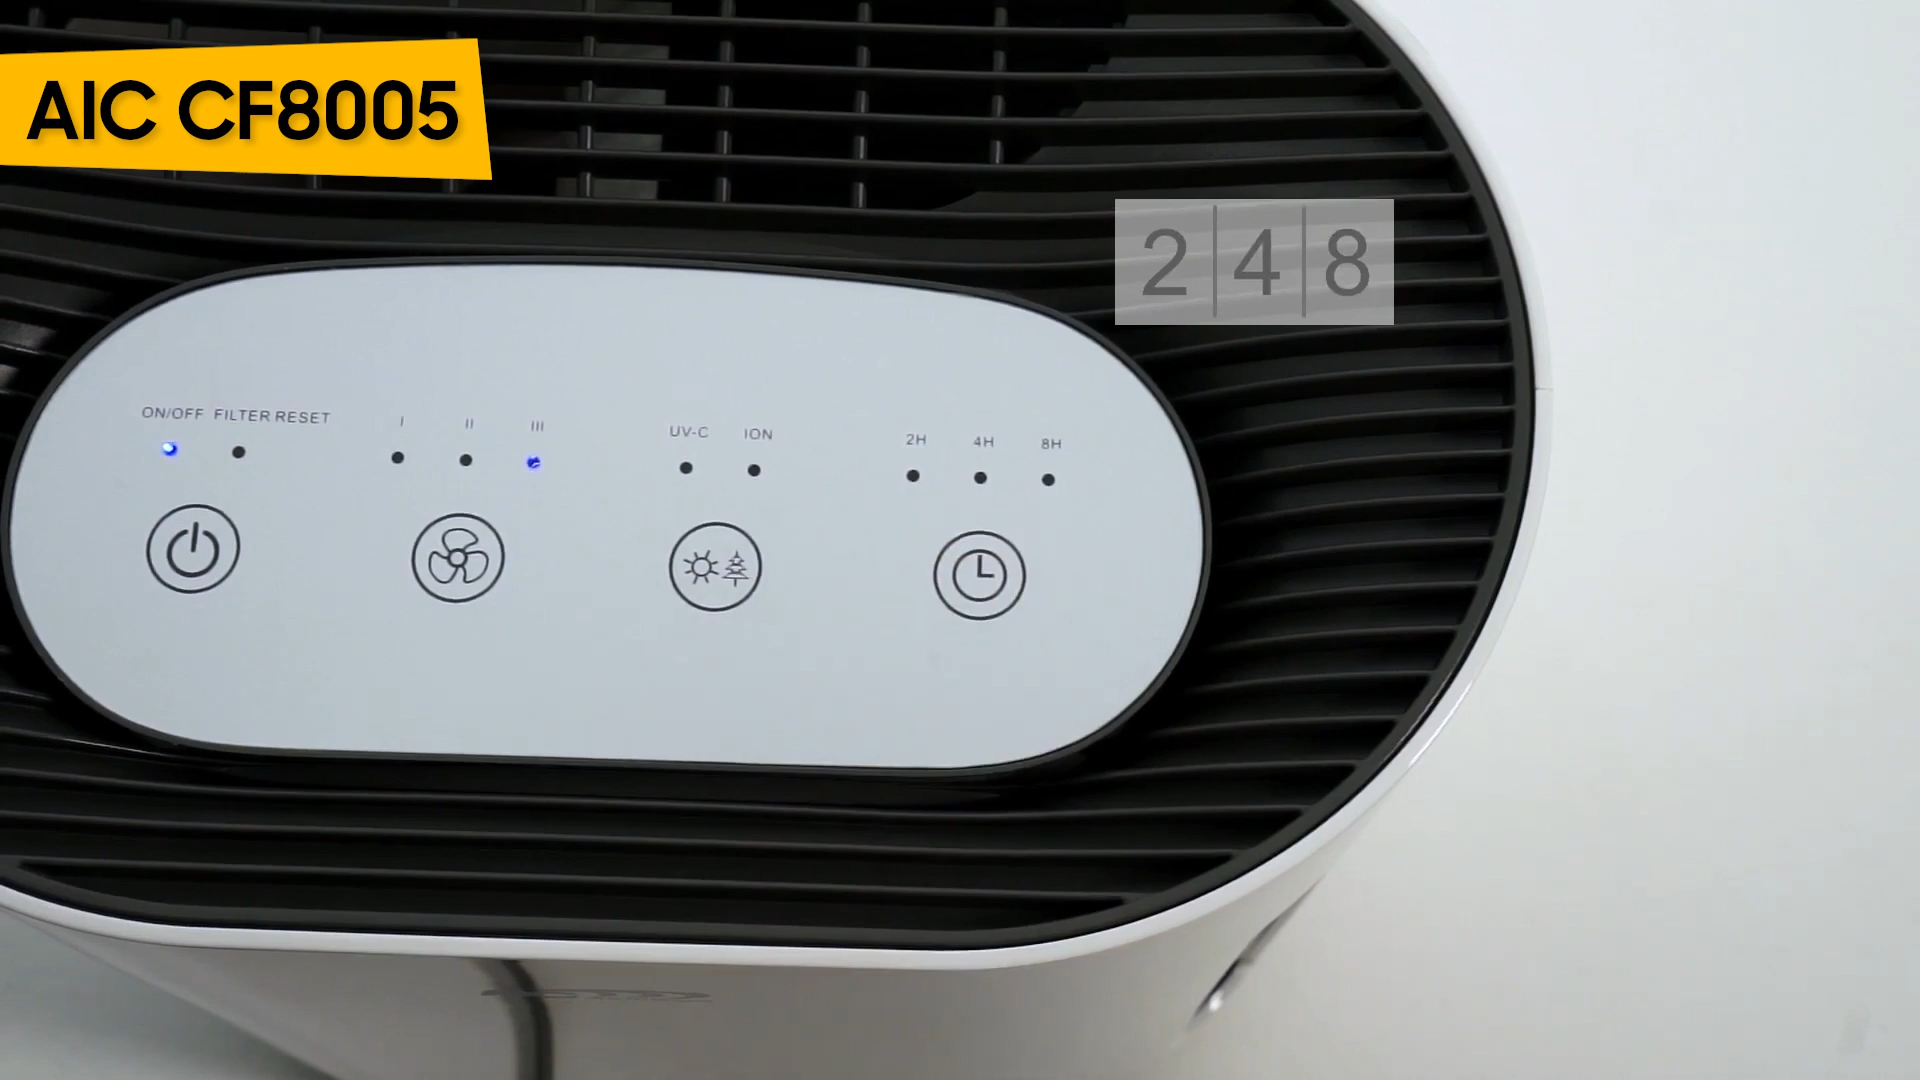 AIC CF8005
2 4 8
ON/OFF FILTER RESET
I II III
UV-C ION
2H 4H 8H